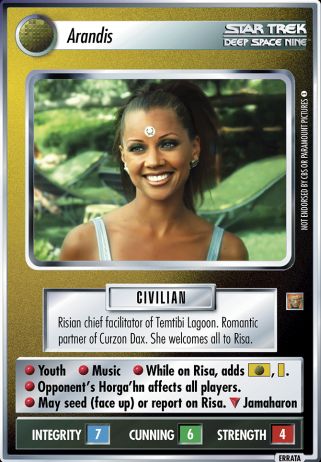 Arandis
STAR TREK
DEEP SPACE NINE
NOT ENDORSED BY CBS OR PARAMOUNT PICTURES
CIVILIAN
Risian chief facilitator of Temtibi Lagoon. Romantic
partner of Curzon Dax. She welcomes all to Risa.
Youth Music While on Risa, adds , .
Opponent's Horga'hn affects all players.
May seed (face up) or report on Risa. Jamaharon
INTEGRITY 7 CUNNING 6 STRENGTH 4
ERRATA